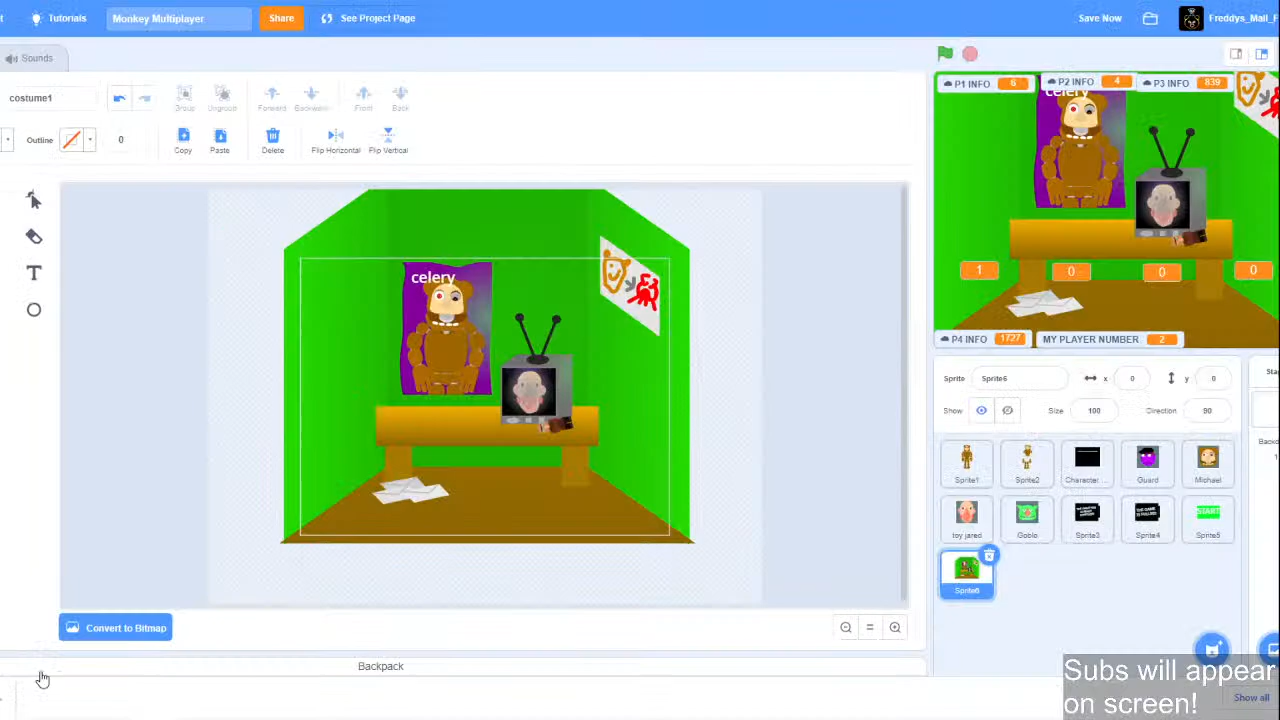 Tutorials
Monkey Multiplayer
Share
See Project Page
Save Now
Freddys_Mall_F
Sounds
costume1
Group
Ungroup
Forward
Backward
Front
Back
Outline
0
Copy
Paste
Delete
Flip Horizontal
Flip Vertical
celery
Convert to Bitmap
Backpack
P1 INFO 6
P2 INFO 4
P3 INFO 839
celery
1
0
0
0
P4 INFO 1727
MY PLAYER NUMBER 2
Sprite
Sprite6
x
0
y
0
Show
Size
100
Direction
90
Sprite1
Sprite2
Character ...
Guard
Michael
toy jared
Goblo
Sprite3
Sprite4
START
Sprite5
Sprite6
Subs will appear
on screen!
Show all